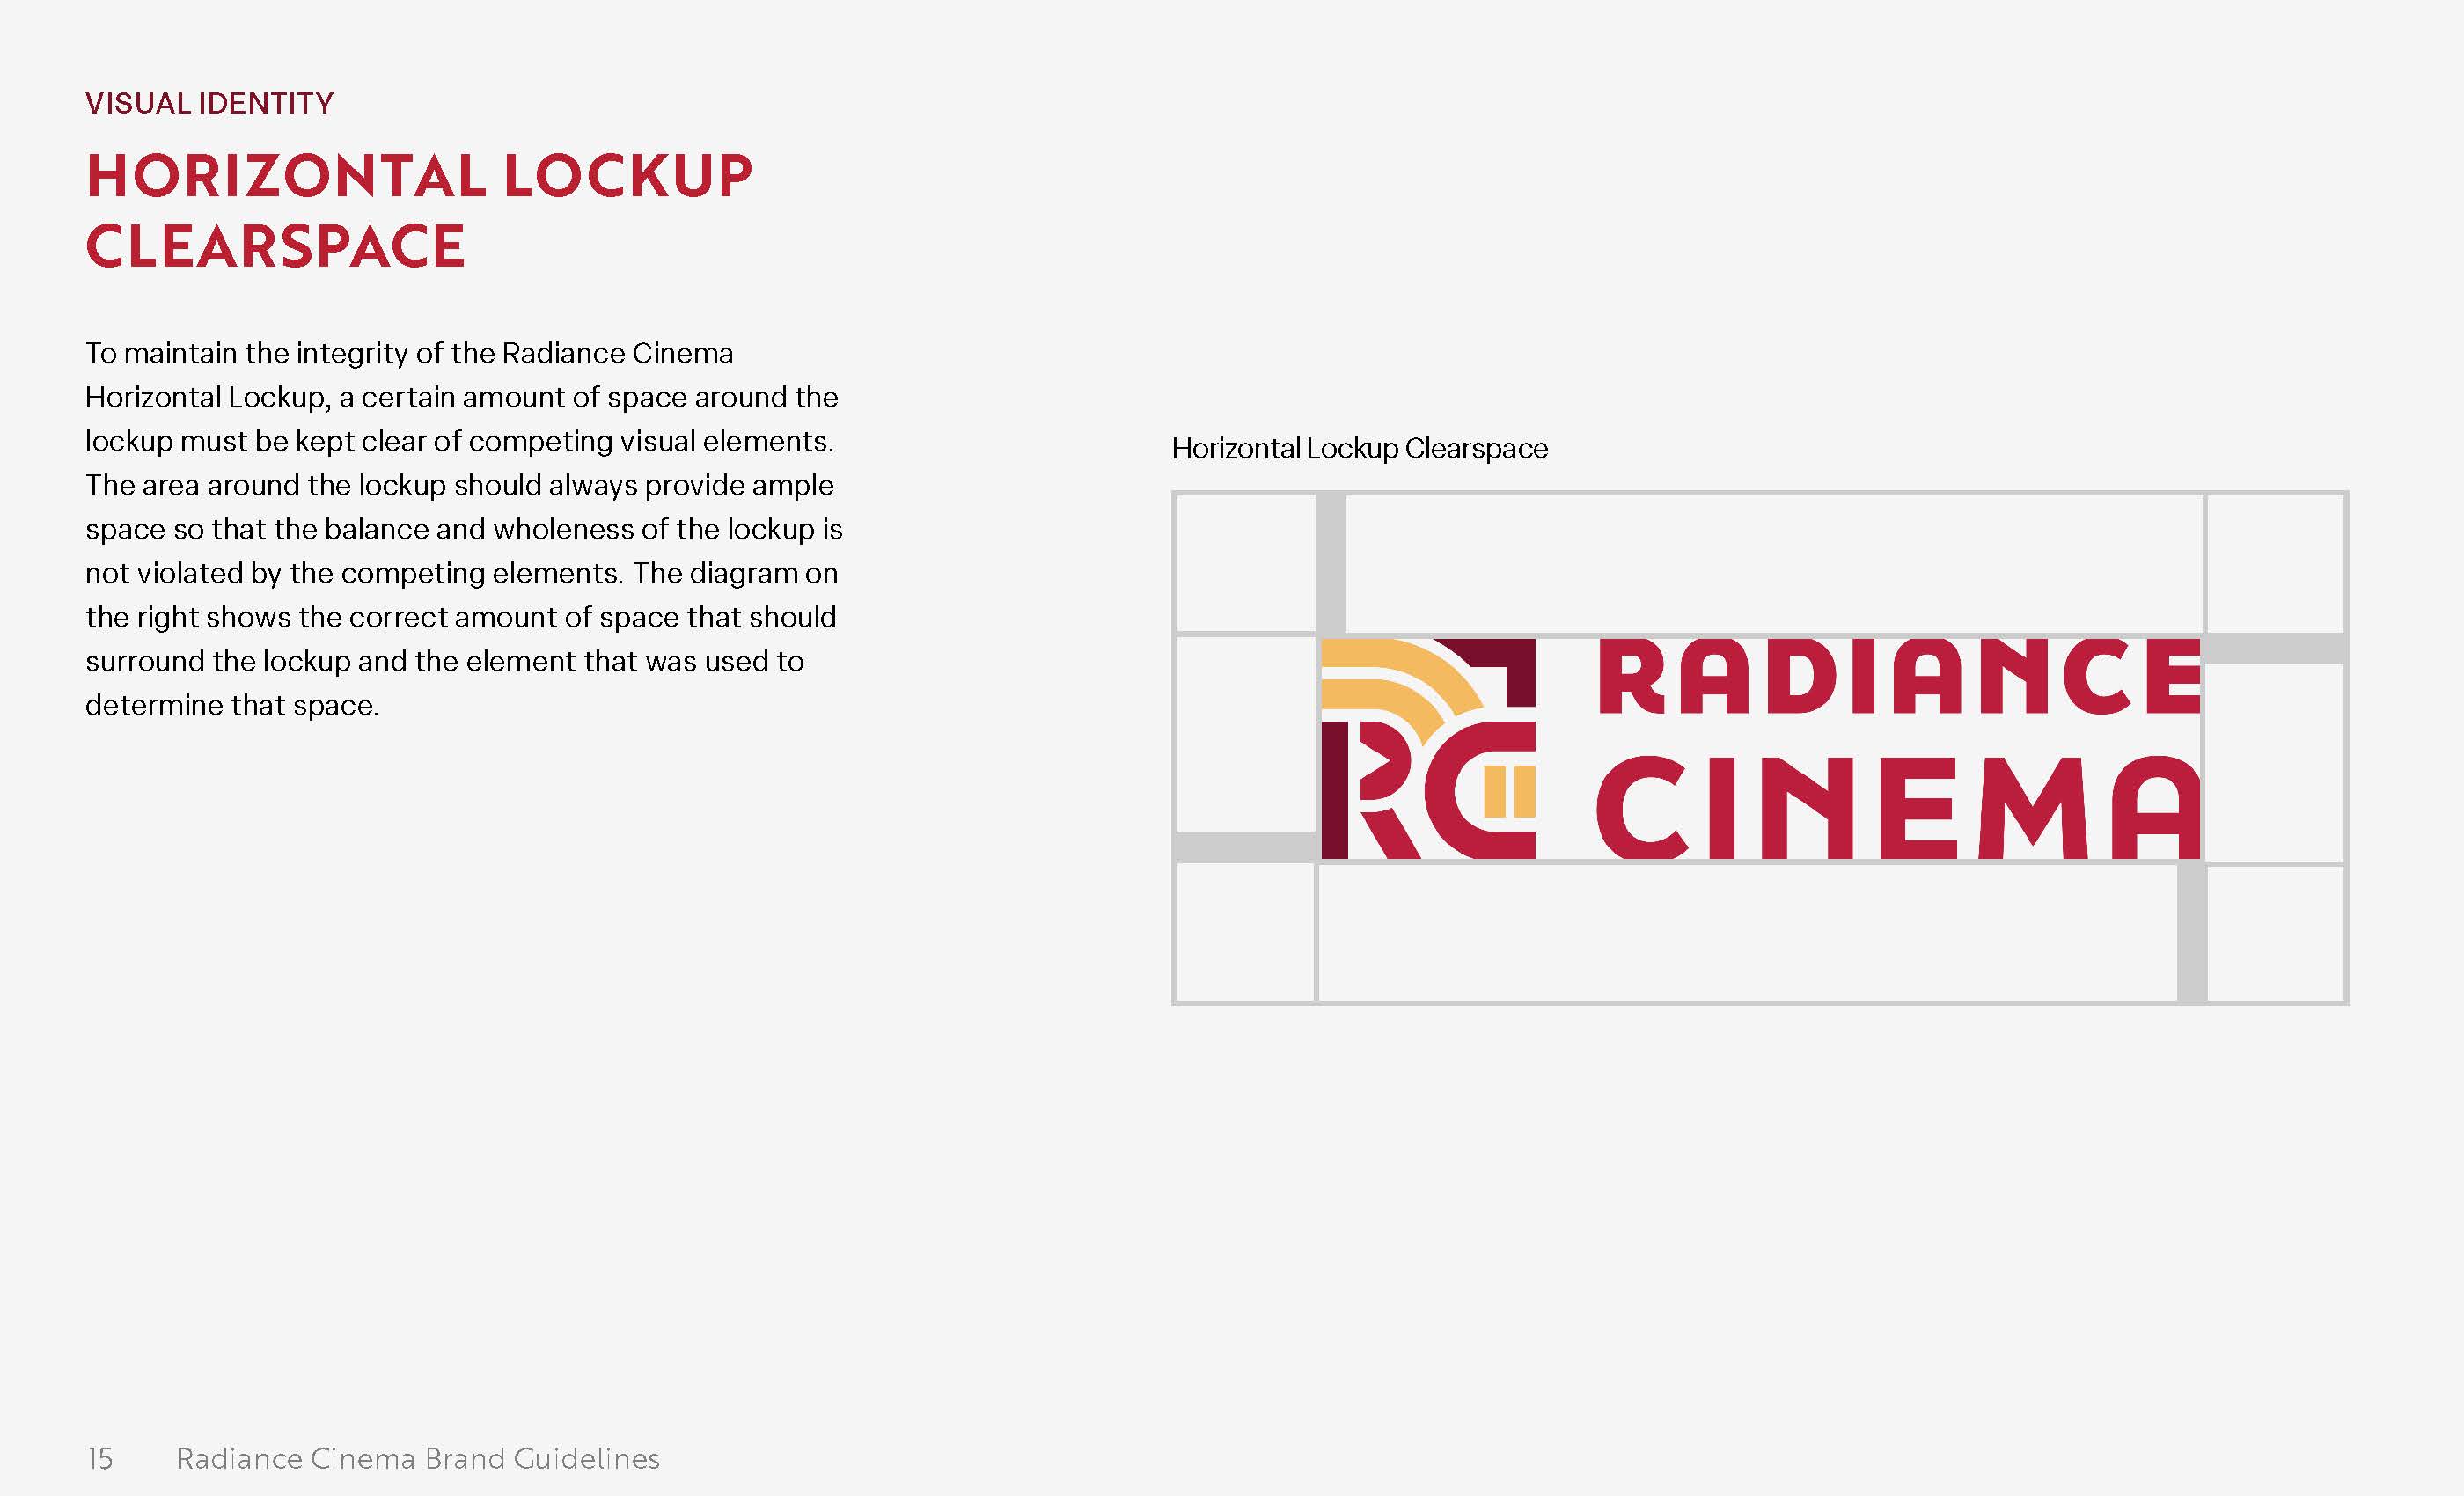 VISUAL IDENTITY
HORIZONTAL LOCKUP
CLEARSPACE
To maintain the integrity of the Radiance Cinema
Horizontal Lockup, a certain amount of space around the
lockup must be kept clear of competing visual elements.
The area around the lockup should always provide ample
space so that the balance and wholeness of the lockup is
not violated by the competing elements. The diagram on
the right shows the correct amount of space that should
surround the lockup and the element that was used to
determine that space.
Horizontal Lockup Clearspace
RC
RADIANCE
CINEMA
15 Radiance Cinema Brand Guidelines